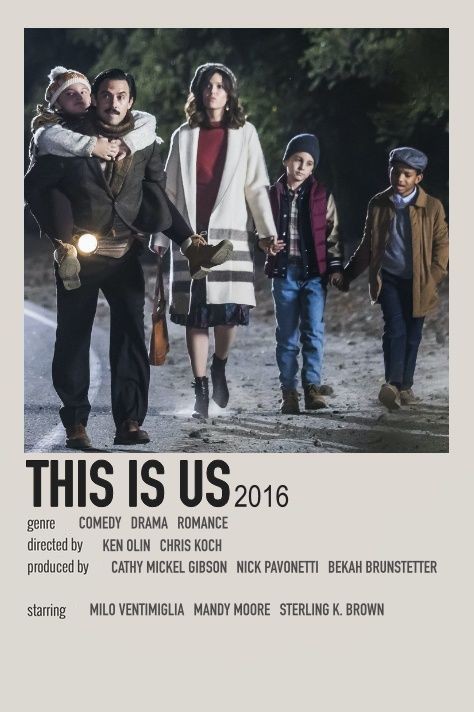 THIS IS US 2016
genre COMEDY DRAMA ROMANCE
directed by KEN OLIN CHRIS KOCH
produced by CATHY MICKEL GIBSON NICK PAVONETTI BEKAH BRUNSTETTER
starring MILO VENTIMIGLIA MANDY MOORE STERLING K. BROWN